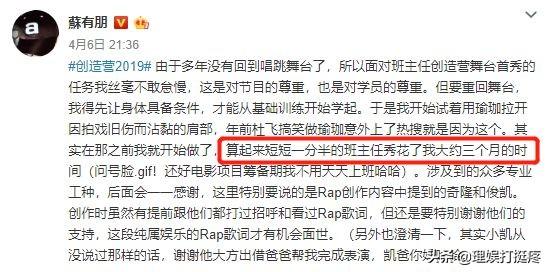 a
蘇有朋
4月6日 21:36
#创造营2019# 由于多年没有回到唱跳舞台了，所以面对班主任创造营舞台首秀的
任务我丝毫不敢怠慢，这是对节目的尊重，也是对学员的尊重。但要重回舞台，
我得先让身体具备条件，才能从基础训练开始学起。于是我开始试着用瑜珈拉开
因拍戏旧伤而沾黏的肩部，年前杜飞搞笑做瑜珈意外上了热搜就是因为这个。其
实在那之前我就开始做了，算起来短短一分半的班主任秀花了我大约三个月的时
间（问号脸.gif！还好电影项目筹备期我不用天天上班哈哈）。涉及到的众多专业
工种，后面会一一感谢，这里特别要说的是Rap创作内容中提到的奇隆和俊凯。
创作时虽然有提前跟他们都打过招呼和看过Rap歌词，但还是要特别谢谢他们的
支持，这段纯属娱乐的Rap歌词才有机会面世。（另外也澄清一下，其实小凯从
没说过那样的话，谢谢他大方出借爸爸帮我完成表演，凯爸你好
头条 @理娱打挺疼